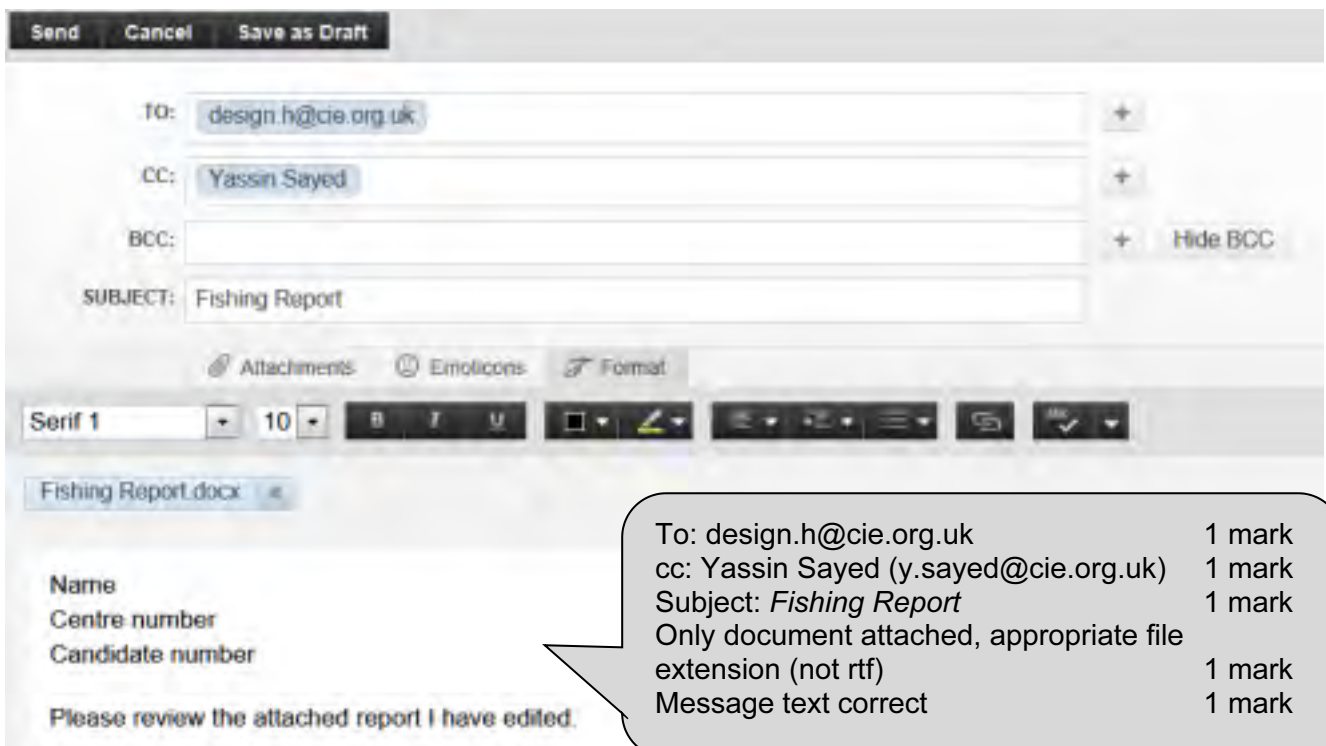 Send Cancel Save as Draft
TO: design.h@cie.org.uk +
CC: Yassin Sayed +
BCC: + Hide BCC
SUBJECT: Fishing Report
Attachments Emoticons Format
Serif 1 10 B I U
Fishing Report.docx
Name
Centre number
Candidate number
Please review the attached report I have edited.
To: design.h@cie.org.uk 1 mark
cc: Yassin Sayed (y.sayed@cie.org.uk) 1 mark
Subject: Fishing Report 1 mark
Only document attached, appropriate file
extension (not rtf) 1 mark
Message text correct 1 mark